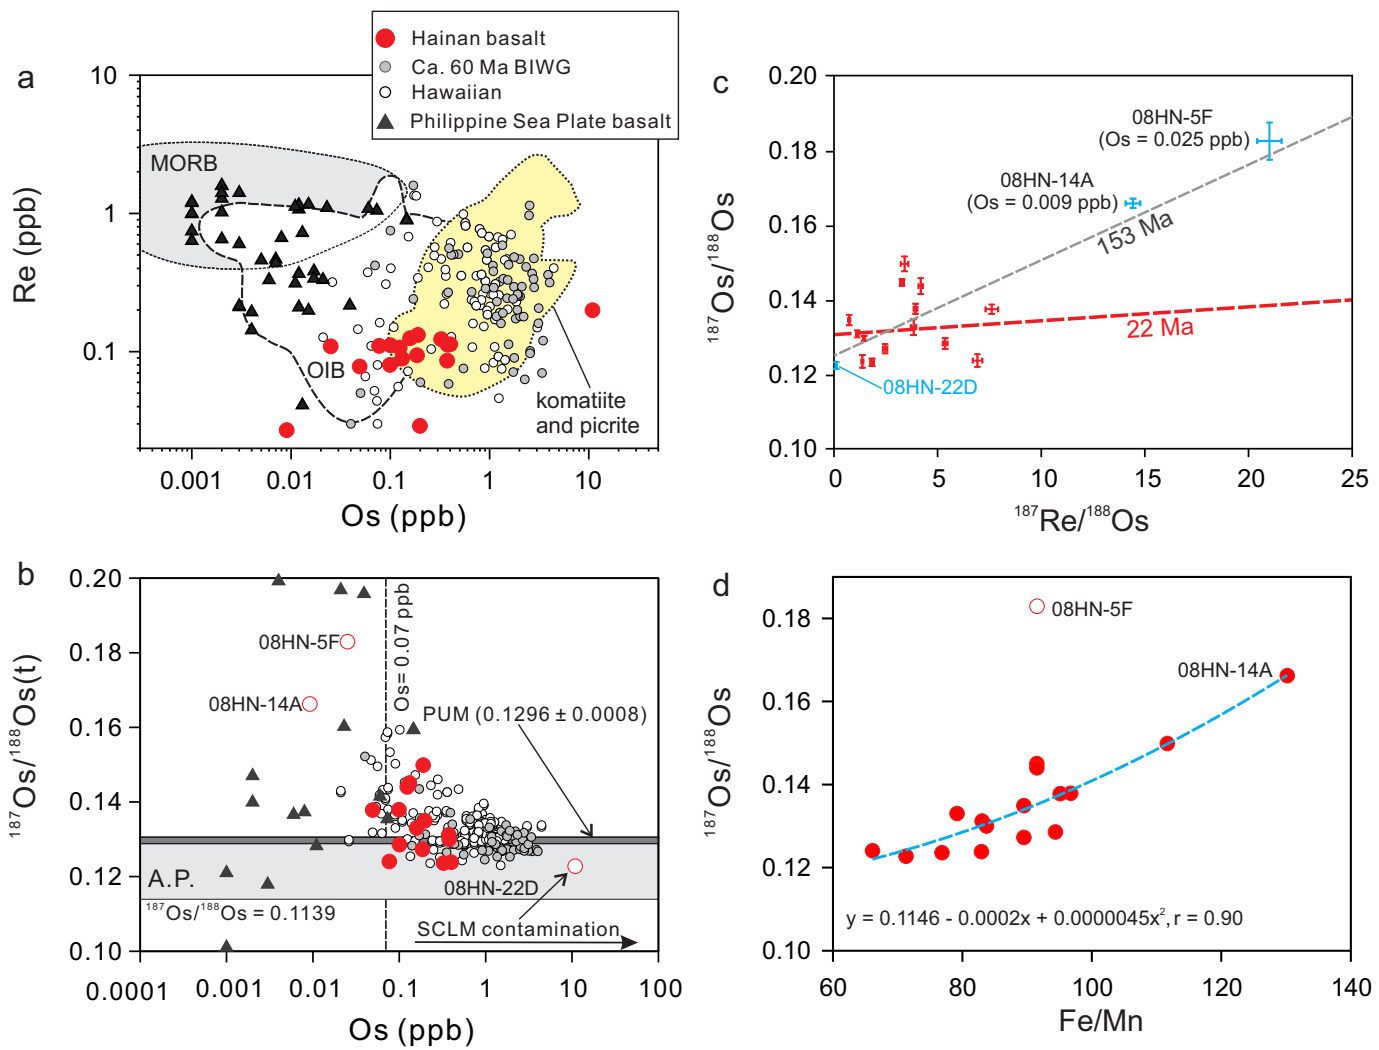 Hainan basalt
Ca. 60 Ma BIWG
Hawaiian
Philippine Sea Plate basalt
a
10
1
0.1
Re (ppb)
MORB
OIB
komatiite
and picrite
0.001
0.01
0.1
1
10
Os (ppb)
c
0.20
0.18
0.16
0.14
0.12
0.10
187Os/188Os
08HN-5F
(Os = 0.025 ppb)
08HN-14A
(Os = 0.009 ppb)
153 Ma
22 Ma
08HN-22D
0
5
10
15
20
25
187Re/188Os
b
0.20
0.18
0.16
0.14
0.12
0.10
187Os/188Os(t)
08HN-5F
08HN-14A
Os= 0.07 ppb
PUM (0.1296 ± 0.0008)
A.P.
187Os/188Os = 0.1139
08HN-22D
SCLM contamination
0.0001
0.001
0.01
0.1
1
10
100
Os (ppb)
d
0.18
0.16
0.14
0.12
0.10
187Os/188Os
08HN-5F
08HN-14A
y = 0.1146 - 0.0002x + 0.0000045x², r = 0.90
60
80
100
120
140
Fe/Mn